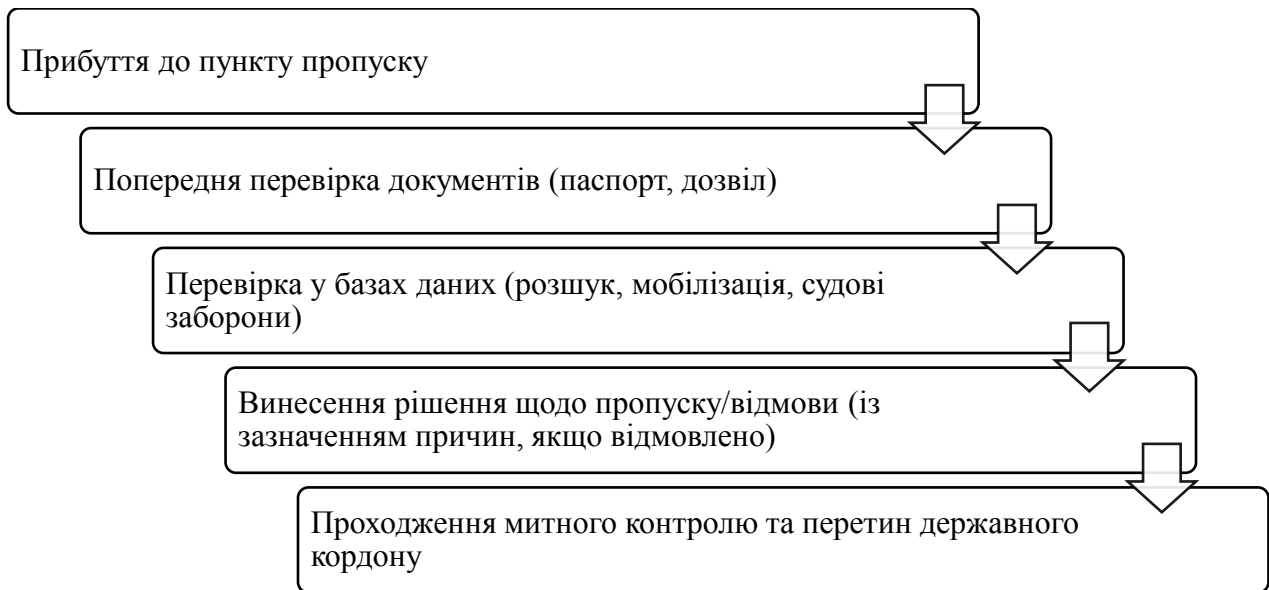 Прибуття до пункту пропуску
Попередня перевірка документів (паспорт, дозвіл)
Перевірка у базах даних (розшук, мобілізація, судові
заборони)
Винесення рішення щодо пропуску/відмови (із
зазначенням причин, якщо відмовлено)
Проходження митного контролю та перетин державного
кордону